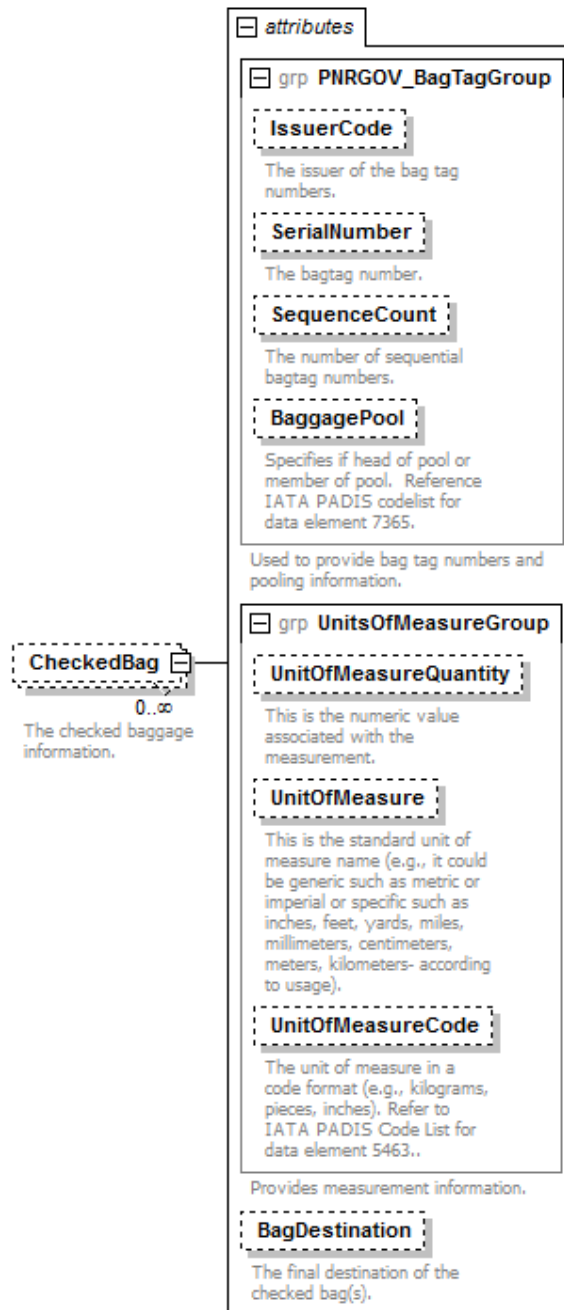 attributes
grp PNRGOV_BagTagGroup
IssuerCode
The issuer of the bag tag
numbers.
SerialNumber
The bagtag number.
SequenceCount
The number of sequential
bagtag numbers.
BaggagePool
Specifies if head of pool or
member of pool. Reference
IATA PADIS codelist for
data element 7365.
Used to provide bag tag numbers and
pooling information.
grp UnitsOfMeasureGroup
CheckedBag
0..∞
The checked baggage
information.
UnitOfMeasureQuantity
This is the numeric value
associated with the
measurement.
UnitOfMeasure
This is the standard unit of
measure name (e.g., it could
be generic such as metric or
imperial or specific such as
inches, feet, yards, miles,
millimeters, centimeters,
meters, kilometers- according
to usage).
UnitOfMeasureCode
The unit of measure in a
code format (e.g., kilograms,
pieces, inches). Refer to
IATA PADIS Code List for
data element 5463..
Provides measurement information.
BagDestination
The final destination of the
checked bag(s).